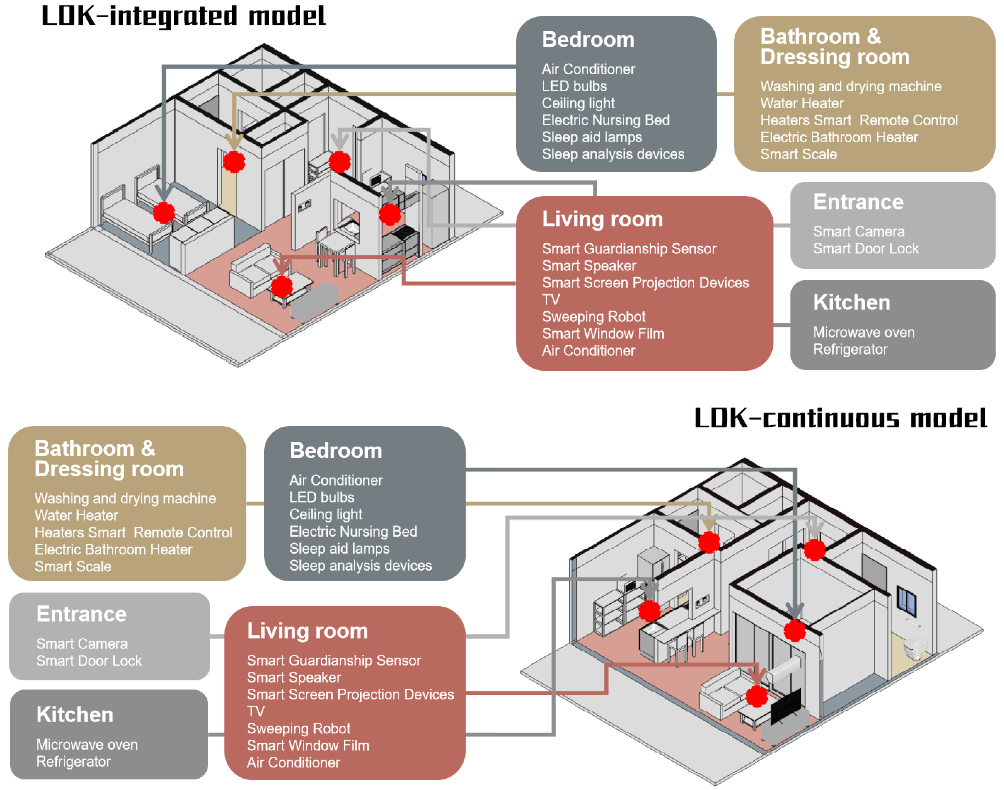 LDK-integrated model
Bedroom
Air Conditioner
LED bulbs
Ceiling light
Electric Nursing Bed
Sleep aid lamps
Sleep analysis devices
Bathroom &
Dressing room
Washing and drying machine
Water Heater
Heaters Smart Remote Control
Electric Bathroom Heater
Smart Scale
Living room
Smart Guardianship Sensor
Smart Speaker
Smart Screen Projection Devices
TV
Sweeping Robot
Smart Window Film
Air Conditioner
Entrance
Smart Camera
Smart Door Lock
Kitchen
Microwave oven
Refrigerator
LDK-continuous model
Bathroom &
Dressing room
Washing and drying machine
Water Heater
Heaters Smart Remote Control
Electric Bathroom Heater
Smart Scale
Bedroom
Air Conditioner
LED bulbs
Ceiling light
Electric Nursing Bed
Sleep aid lamps
Sleep analysis devices
Entrance
Smart Camera
Smart Door Lock
Living room
Smart Guardianship Sensor
Smart Speaker
Smart Screen Projection Devices
TV
Sweeping Robot
Smart Window Film
Air Conditioner
Kitchen
Microwave oven
Refrigerator